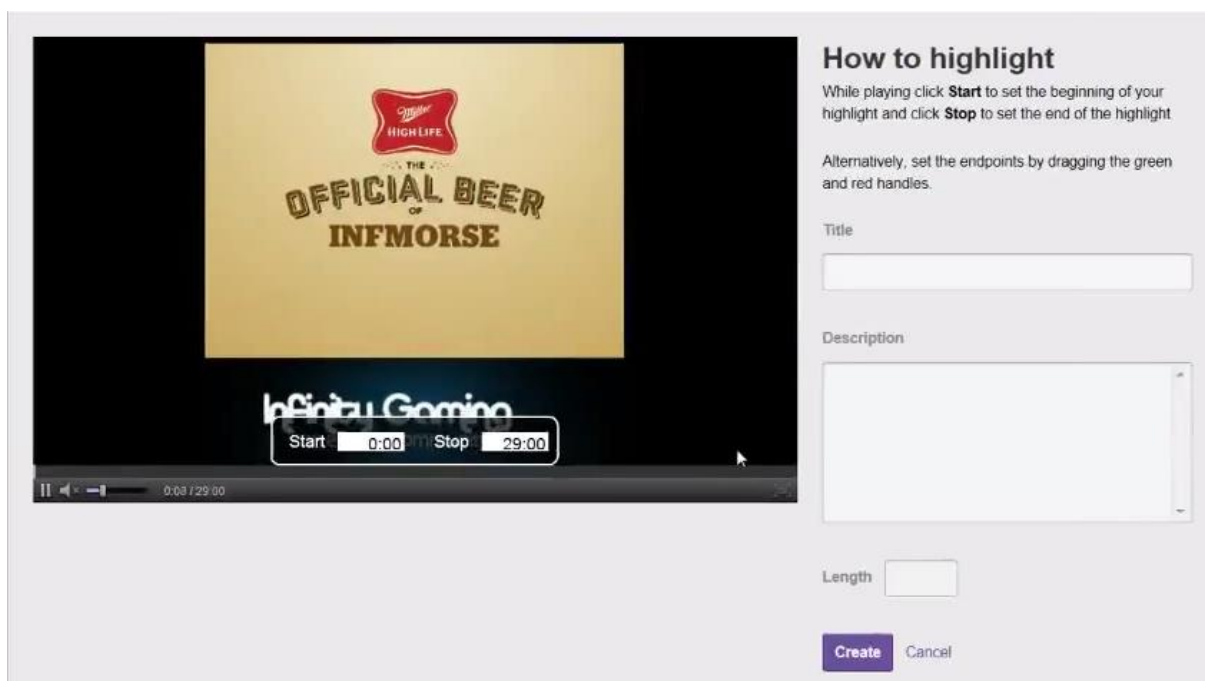 Miller
HIGH LIFE
THE
OFFICIAL BEER
OF
INFMORSE
Infinity Gaming
Start 0:00 Stop 29:00
0:03 / 29:00
How to highlight
While playing click Start to set the beginning of your
highlight and click Stop to set the end of the highlight
Alternatively, set the endpoints by dragging the green
and red handles.
Title
Description
Length
Create Cancel